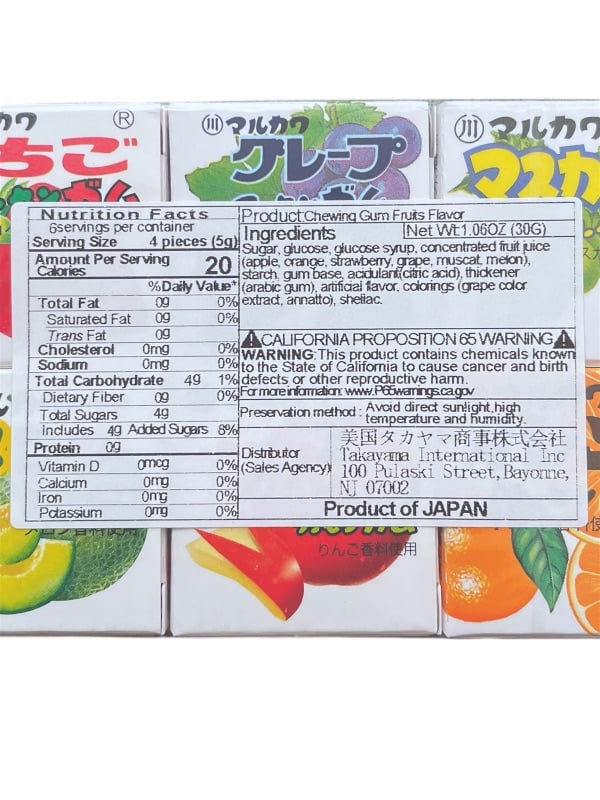 カワ ®
ちご
マルカワ
グレープ
マルカワ
マスカ
Nutrition Facts
6servings per container
Serving Size 4 pieces (5g)
Amount Per Serving
Calories 20
%Daily Value*
Total Fat 0g 0%
Saturated Fat 0g 0%
Trans Fat 0g
Cholesterol 0mg 0%
Sodium 0mg 0%
Total Carbohydrate 4g 1%
Dietary Fiber 0g 0%
Total Sugars 4g
Includes 4g Added Sugars 8%
Protein 0g
Vitamin D 0mcg 0%
Calcium 0mg 0%
Iron 0mg 0%
Potassium 0mg 0%
Product:Chewing Gum Fruits Flavor
Ingredients Net Wt:1.06OZ (30G)
Sugar, glucose, glucose syrup, concentrated fruit juice
(apple, orange, strawberry, grape, muscat, melon),
starch, gum base, acidulant(citric acid), thickener
(arabic gum), artificial flavor, colorings (grape color
extract, annatto), shellac.
⚠CALIFORNIA PROPOSITION 65 WARNING⚠
WARNING:This product contains chemicals known
to the State of California to cause cancer and birth
defects or other reproductive harm.
For more information: www.P65warnings.ca.gov
Preservation method : Avoid direct sunlight,high
temperature and humidity.
Distributor
(Sales Agency)
美国タカヤマ商事株式会社
Takayama International Inc
100 Pulaski Street,Bayonne,
NJ 07002
Product of JAPAN
りんご香料使用